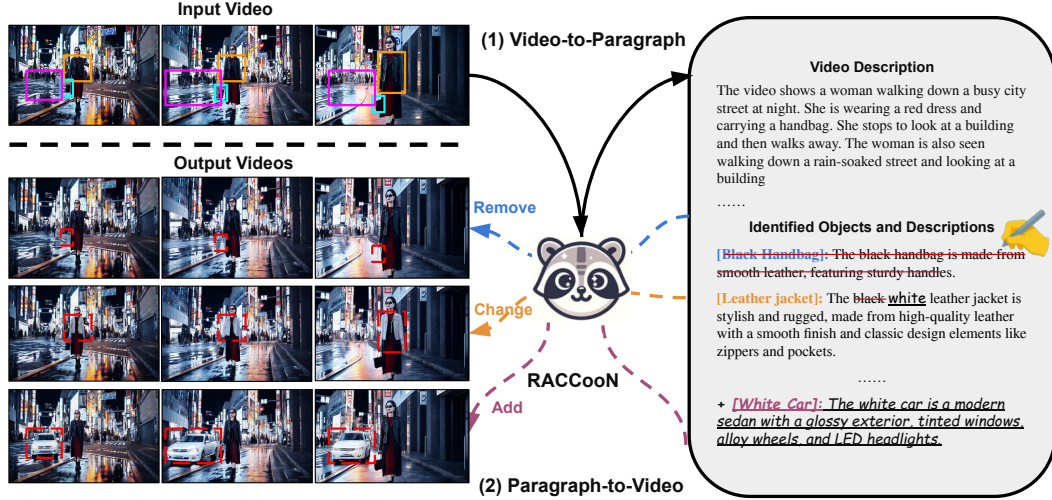 Input Video
(1) Video-to-Paragraph
Output Videos
Remove
Change
Add
RACCooN
(2) Paragraph-to-Video
Video Description
The video shows a woman walking down a busy city
street at night. She is wearing a red dress and
carrying a handbag. She stops to look at a building
and then walks away. The woman is also seen
walking down a rain-soaked street and looking at a
building
......
Identified Objects and Descriptions
[Black Handbag]: The black handbag is made from
smooth leather, featuring sturdy handles.
[Leather jacket]: The black white leather jacket is
stylish and rugged, made from high-quality leather
with a smooth finish and classic design elements like
zippers and pockets.
......
+ [White Car]: The white car is a modern
sedan with a glossy exterior, tinted windows,
alloy wheels, and LED headlights.